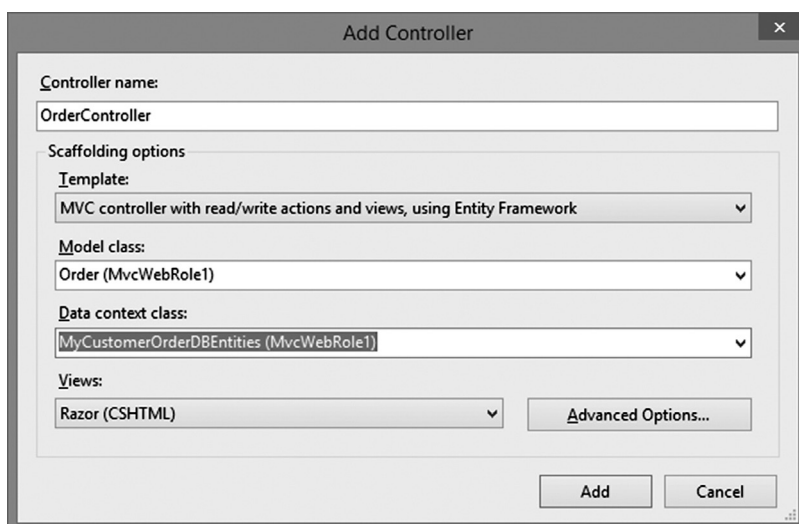 Add Controller
Controller name:
OrderController
Scaffolding options
Template:
MVC controller with read/write actions and views, using Entity Framework
Model class:
Order (MvcWebRole1)
Data context class:
MyCustomerOrderDBEntities (MvcWebRole1)
Views:
Razor (CSHTML)
Advanced Options...
Add
Cancel